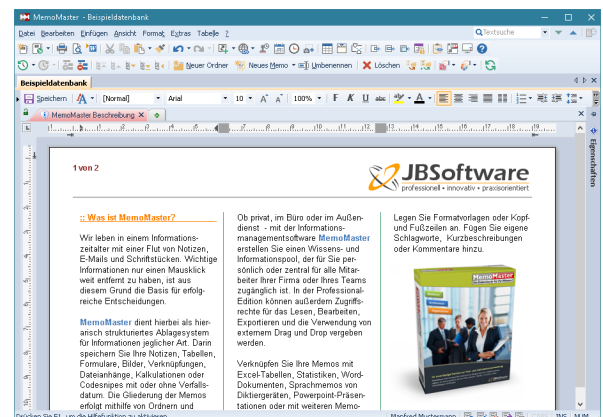 MemoMaster - Beispieldatenbank
Datei Bearbeiten Einfügen Ansicht Format Extras Tabelle ?
Textsuche
Neuer Ordner Neues Memo Umbenennen Löschen
Beispieldatenbank
Speichern [Normal] Arial 10 100% F K U abc
MemoMaster Beschreibung
Eigenschaften
1 von 2
JBSoftware
professionell • innovativ • praxisorientiert
:: Was ist MemoMaster?
Wir leben in einem Informations-
zeitalter mit einer Flut von Notizen,
E-Mails und Schriftstücken. Wichtige
Informationen nur einen Mausklick
weit entfernt zu haben, ist aus
diesem Grund die Basis für erfolg-
reiche Entscheidungen.
MemoMaster dient hierbei als hier-
arisch strukturiertes Ablagesystem
für Informationen jeglicher Art. Darin
speichern Sie Ihre Notizen, Tabellen,
Formulare, Bilder, Verknüpfungen,
Dateianhänge, Kalkulationen oder
Codesnipes mit oder ohne Verfalls-
datum. Die Gliederung der Memos
erfolgt mithilfe von Ordnern und
Ob privat, im Büro oder im Außen-
dienst - mit der Informations-
managementsoftware MemoMaster
erstellen Sie einen Wissens- und
Informationspool, der für Sie per-
sönlich oder zentral für alle Mitar-
beiter Ihrer Firma oder Ihres Teams
zugänglich ist. In der Professional-
Edition können außerdem Zugriffs-
rechte für das Lesen, Bearbeiten,
Exportieren und die Verwendung von
externem Drag und Drop vergeben
werden.
Verknüpfen Sie Ihre Memos mit
Excel-Tabellen, Statistiken, Word-
Dokumenten, Sprachmemos von
Diktiergeräten, Powerpoint-Präsen-
tationen oder mit weiteren Memo-
Legen Sie Formatvorlagen oder Kopf-
und Fußzeilen an. Fügen Sie eigene
Schlagworte, Kurzbeschreibungen
oder Kommentare hinzu.
MemoMaster
Drücken Sie F1, um die Hilfefunktion zu aktivieren.
Manfred Mustermann INS NUM